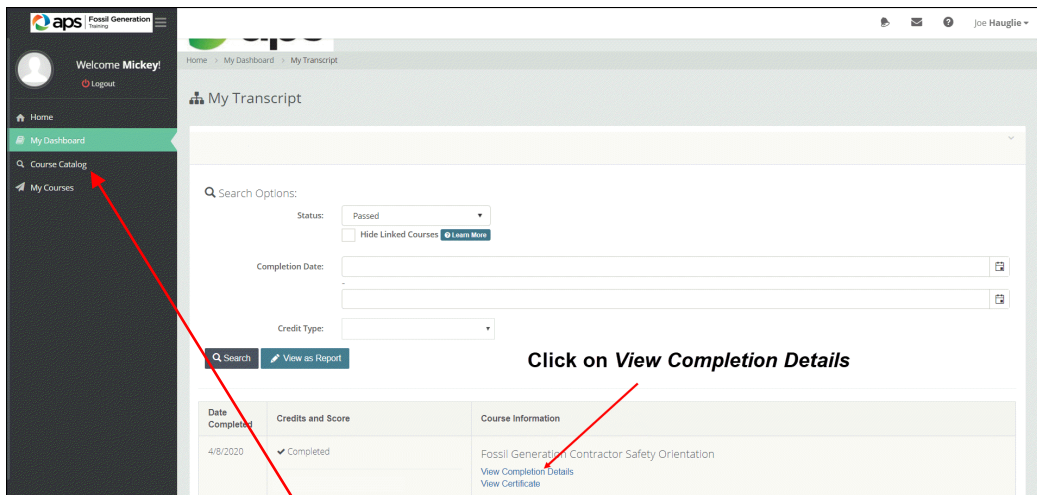 aps Fossil Generation Training
Joe Hauglie
aps
Welcome Mickey!
Logout
Home > My Dashboard > My Transcript
My Transcript
Home
My Dashboard
Course Catalog
My Courses
Search Options:
Status: Passed
Hide Linked Courses Learn More
Completion Date:
-
Credit Type:
Search View as Report
Click on View Completion Details
Date Completed Credits and Score Course Information
4/8/2020 Completed Fossil Generation Contractor Safety Orientation
View Completion Details
View Certificate